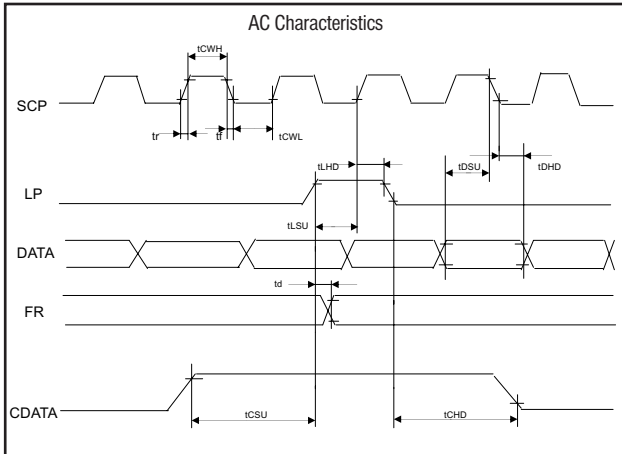 AC Characteristics
tCWH
SCP
tr
tf
tCWL
tLHD
tDSU
tDHD
LP
tLSU
DATA
td
FR
CDATA
tCSU
tCHD